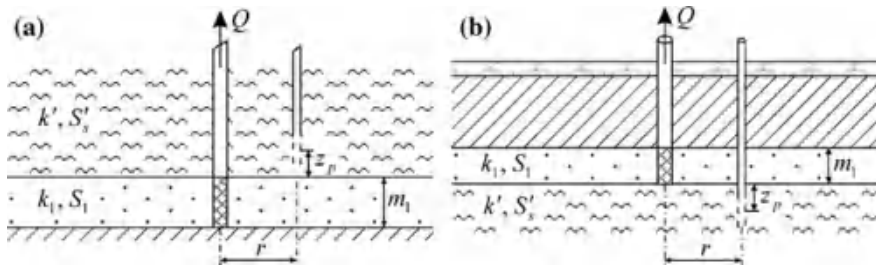 (a)
Q
k', S's
zp
k1, S1
m1
r
(b)
Q
k1, S1
m1
k', S's
zp
r